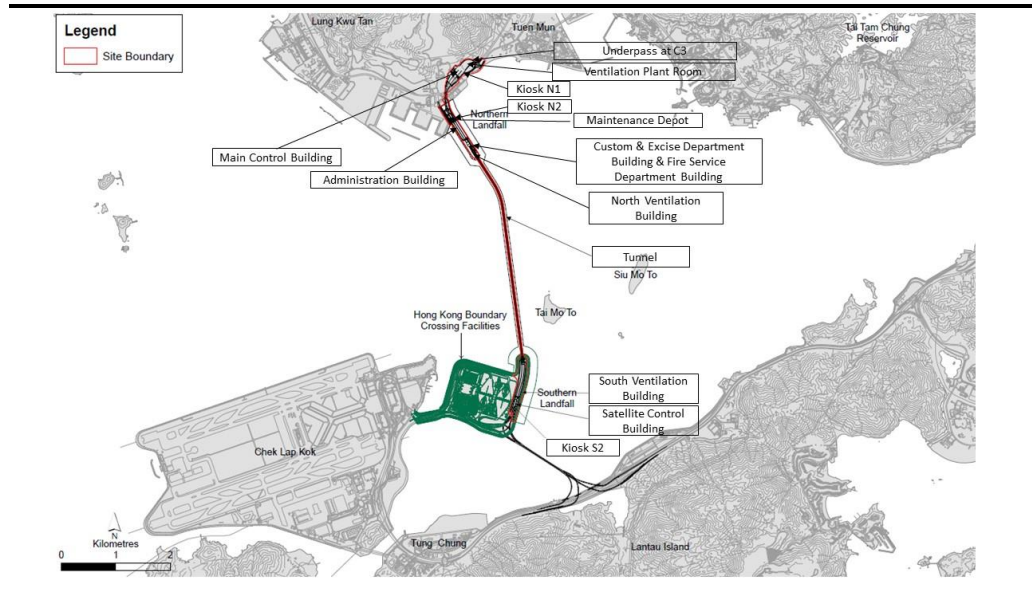 Legend
Site Boundary
Lung Kwu Tan
Tuen Mun
Tai Tam Chung
Reservoir
Underpass at C3
Ventilation Plant Room
Kiosk N1
Kiosk N2
Northern
Landfall
Maintenance Depot
Main Control Building
Custom & Excise Department
Building & Fire Service
Department Building
Administration Building
North Ventilation
Building
Tunnel
Siu Mo To
Tai Mo To
Hong Kong Boundary
Crossing Facilities
South Ventilation
Building
Southern
Landfall
Satellite Control
Building
Kiosk S2
Chek Lap Kok
N
Kilometres
0 1 2
Tung Chung
Lantau Island